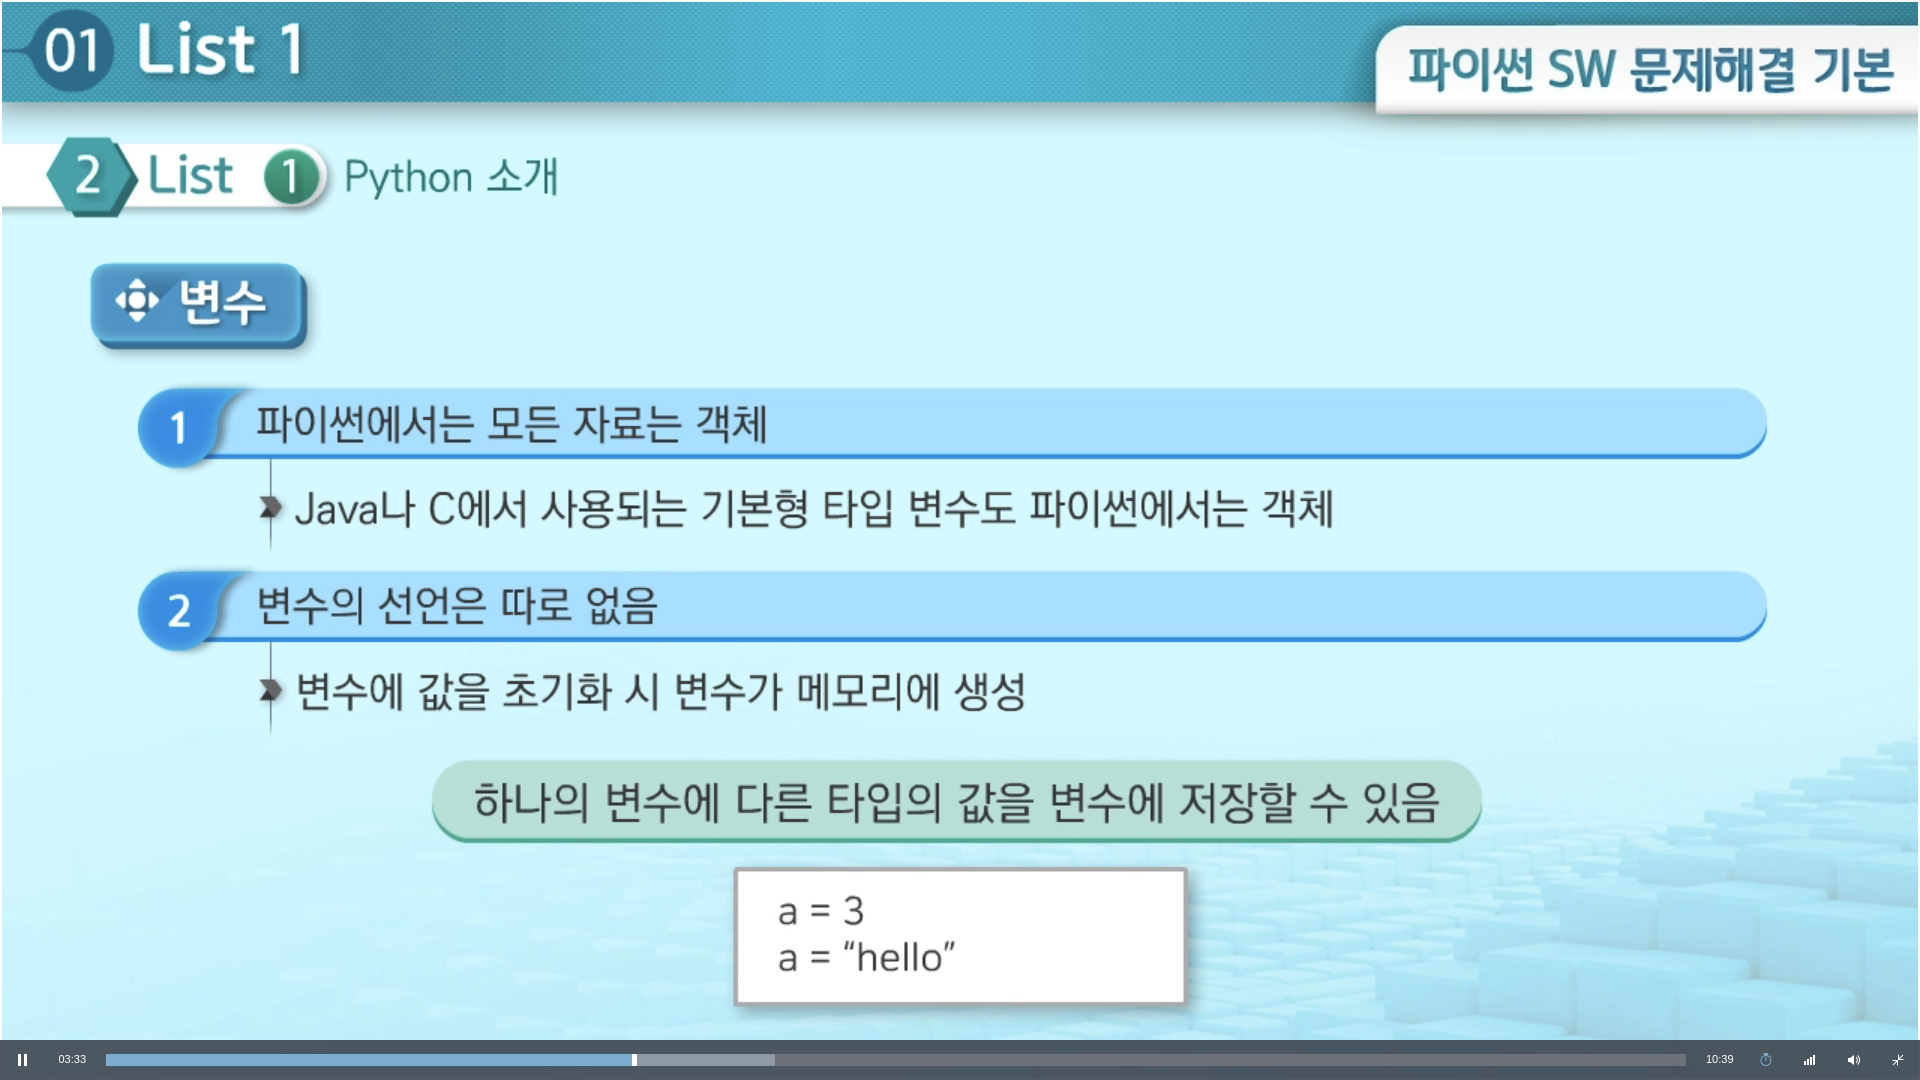 01 List 1
파이썬 SW 문제해결 기본
2 List 1 Python 소개
변수
1 파이썬에서는 모든 자료는 객체
Java나 C에서 사용되는 기본형 타입 변수도 파이썬에서는 객체
2 변수의 선언은 따로 없음
변수에 값을 초기화 시 변수가 메모리에 생성
하나의 변수에 다른 타입의 값을 변수에 저장할 수 있음
a = 3
a = “hello”
03:33
10:39